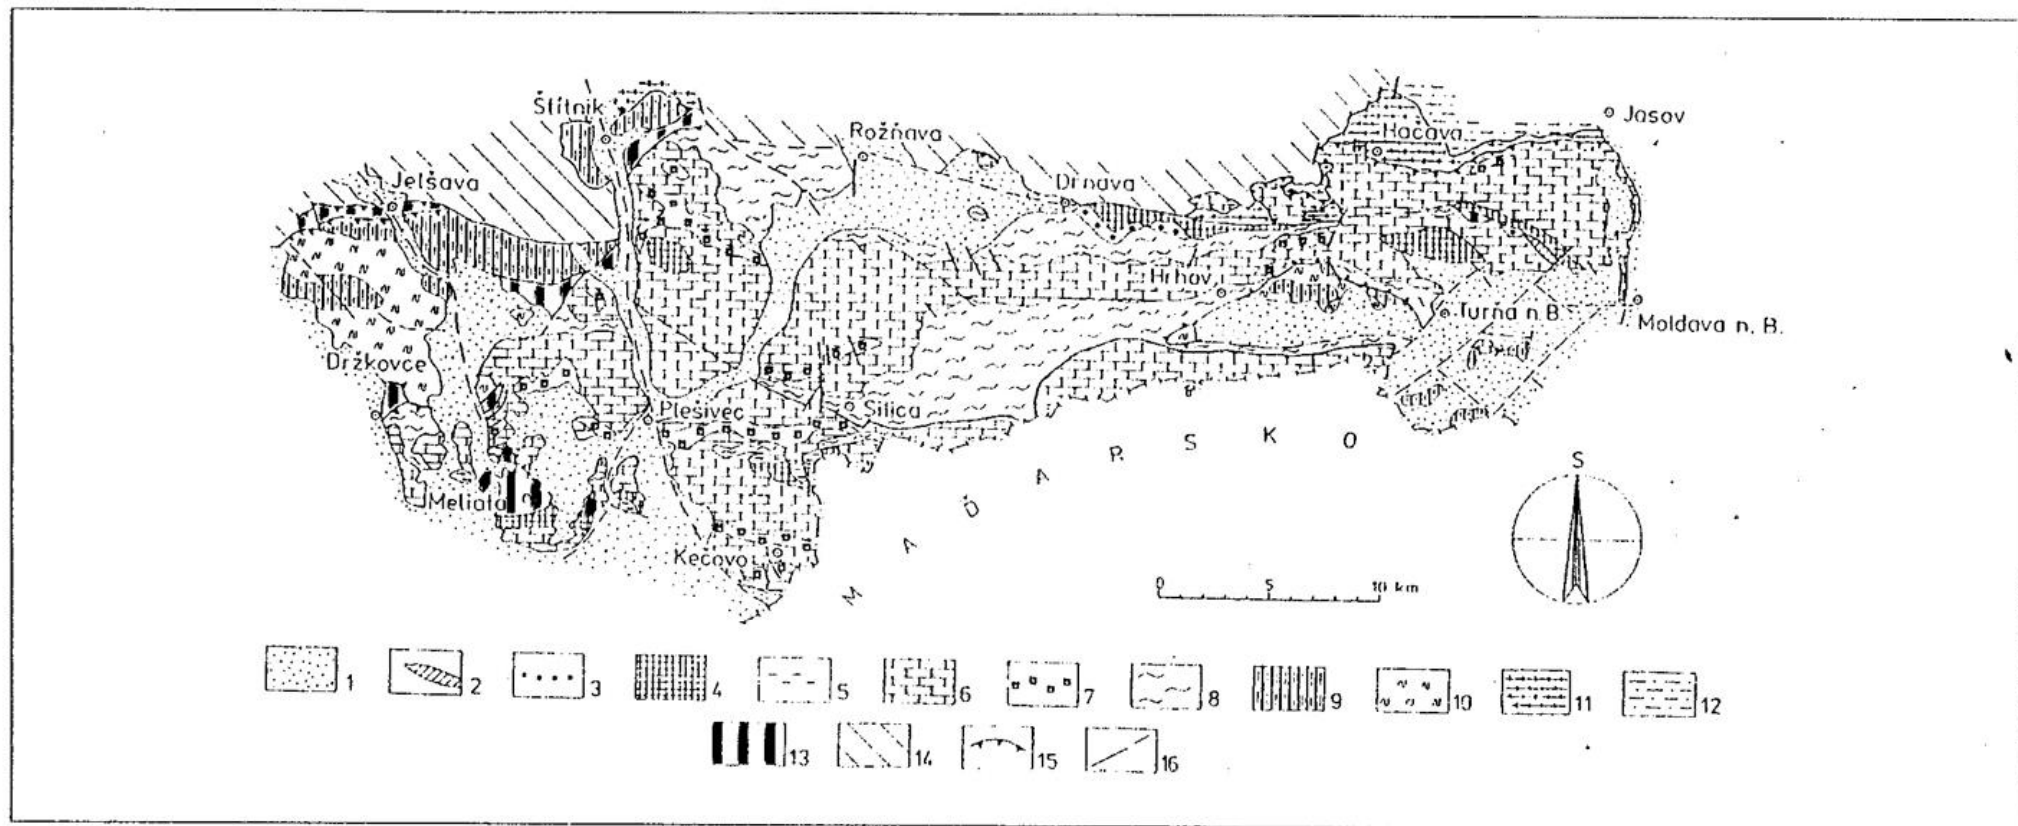 Štítnik
Jasov
Rožňava
Háčava
Jelšava
Drnava
Hrhov
Turňa n.B.
Moldava n. B.
Držkovce
Plešivec
Silica
Meliata
Kečovo
M A Ď A R S K O
S
0 5 10 km
1 2 3 4 5 6 7 8 9 10 11 12
13 14 15 16